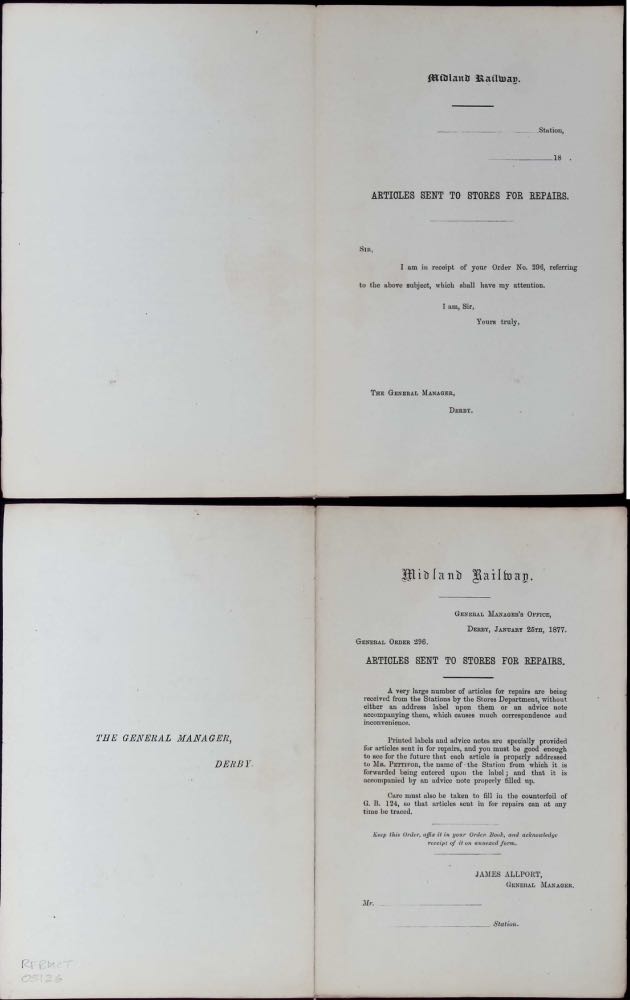 Midland Railway.
Station,
18 .
ARTICLES SENT TO STORES FOR REPAIRS.
SIR,
I am in receipt of your Order No. 296, referring
to the above subject, which shall have my attention.
I am, Sir,
Yours truly,
THE GENERAL MANAGER,
DERBY.
THE GENERAL MANAGER,
DERBY.
RFBMCT
05126
Midland Railway.
GENERAL MANAGER'S OFFICE,
DERBY, JANUARY 25TH, 1877.
GENERAL ORDER 296.
ARTICLES SENT TO STORES FOR REPAIRS.
A very large number of articles for repairs are being
received from the Stations by the Stores Department, without
either an address label upon them or an advice note
accompanying them, which causes much correspondence and
inconvenience.
Printed labels and advice notes are specially provided
for articles sent in for repairs, and you must be good enough
to see for the future that each article is properly addressed
to MR. PETTIFOR, the name of the Station from which it is
forwarded being entered upon the label; and that it is
accompanied by an advice note properly filled up.
Care must also be taken to fill in the counterfoil of
G. B. 124, so that articles sent in for repairs can at any
time be traced.
Keep this Order, affix it in your Order Book, and acknowledge
receipt of it on annexed form.
JAMES ALLPORT,
GENERAL MANAGER.
Mr.
Station.